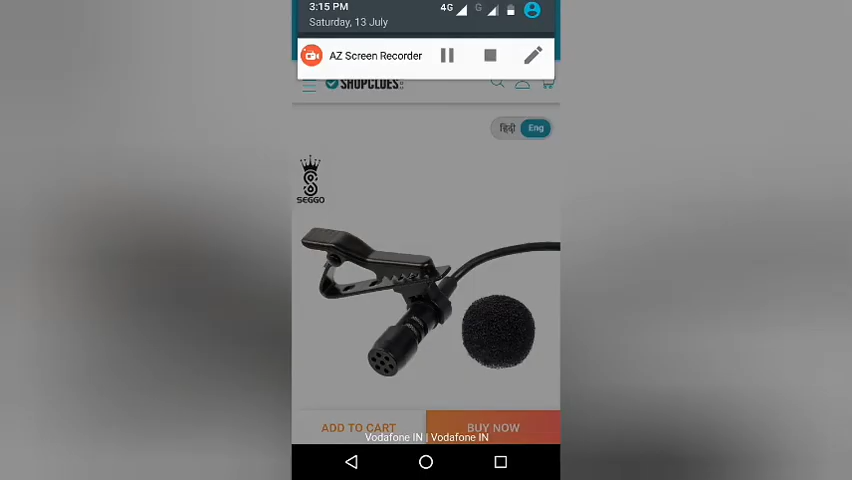 3:15 PM
4G
G
Saturday, 13 July
AZ Screen Recorder
SHOPCLUES
हिंदी
Eng
SEGGO
ADD TO CART
BUY NOW
Vodafone IN | Vodafone IN